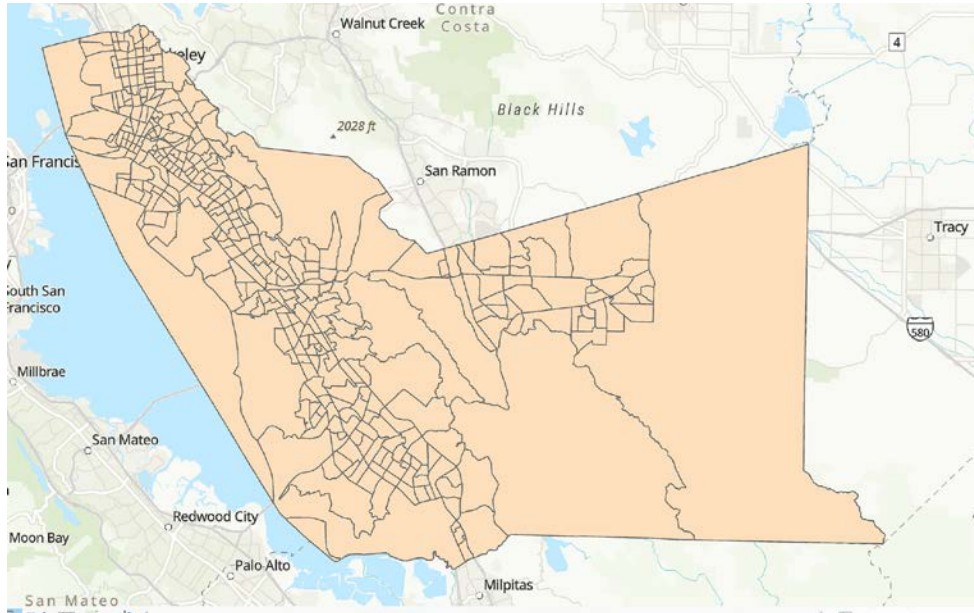 Contra
Costa
Walnut Creek
4
keley
Black Hills
2028 ft
San Francis
San Ramon
Tracy
y
South San
Francisco
580
Millbrae
San Mateo
Redwood City
Moon Bay
Palo Alto
Milpitas
San Mateo